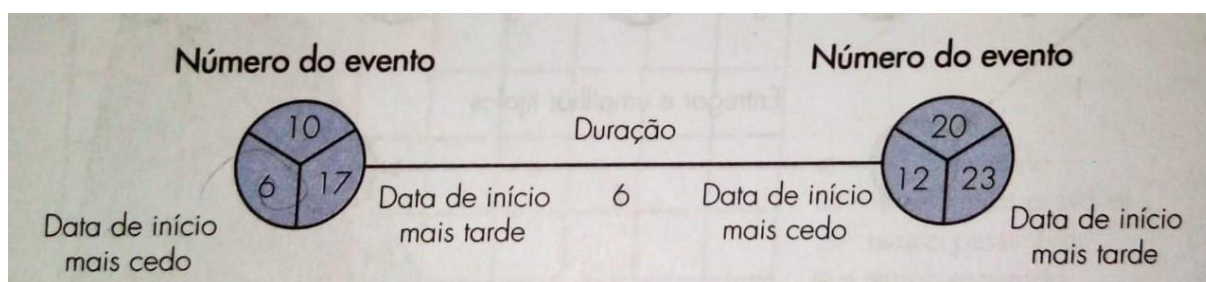 Número do evento
10
6 17
Data de início
mais cedo
Data de início
mais tarde
Duração
6
Número do evento
20
12 23
Data de início
mais cedo
Data de início
mais tarde